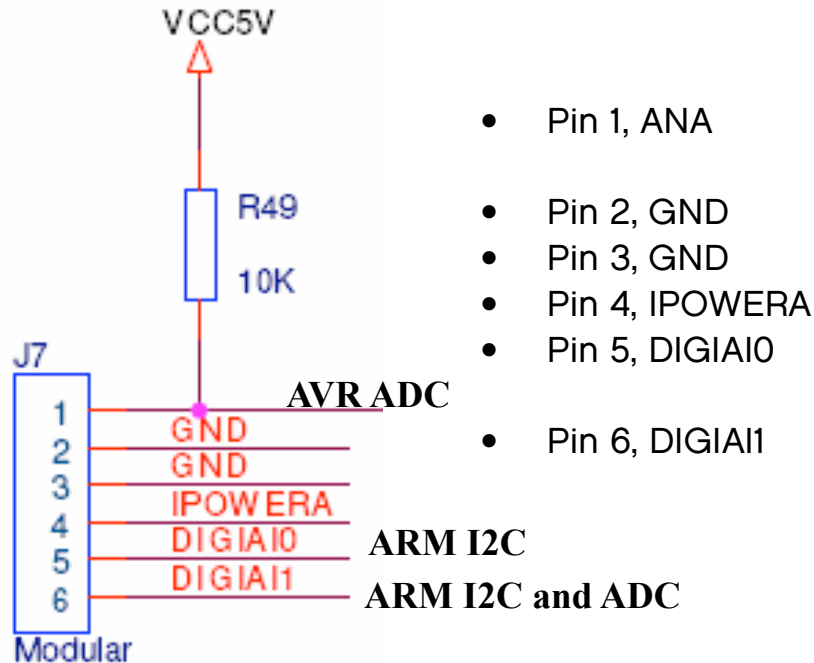 VCC5V
R49
10K
J7
1
AVR ADC
GND
2
GND
3
IPOWERA
4
DIGIAI0
ARM I2C
5
DIGIAI1
ARM I2C and ADC
6
Modular
• Pin 1, ANA
• Pin 2, GND
• Pin 3, GND
• Pin 4, IPOWERA
• Pin 5, DIGIAI0
• Pin 6, DIGIAI1